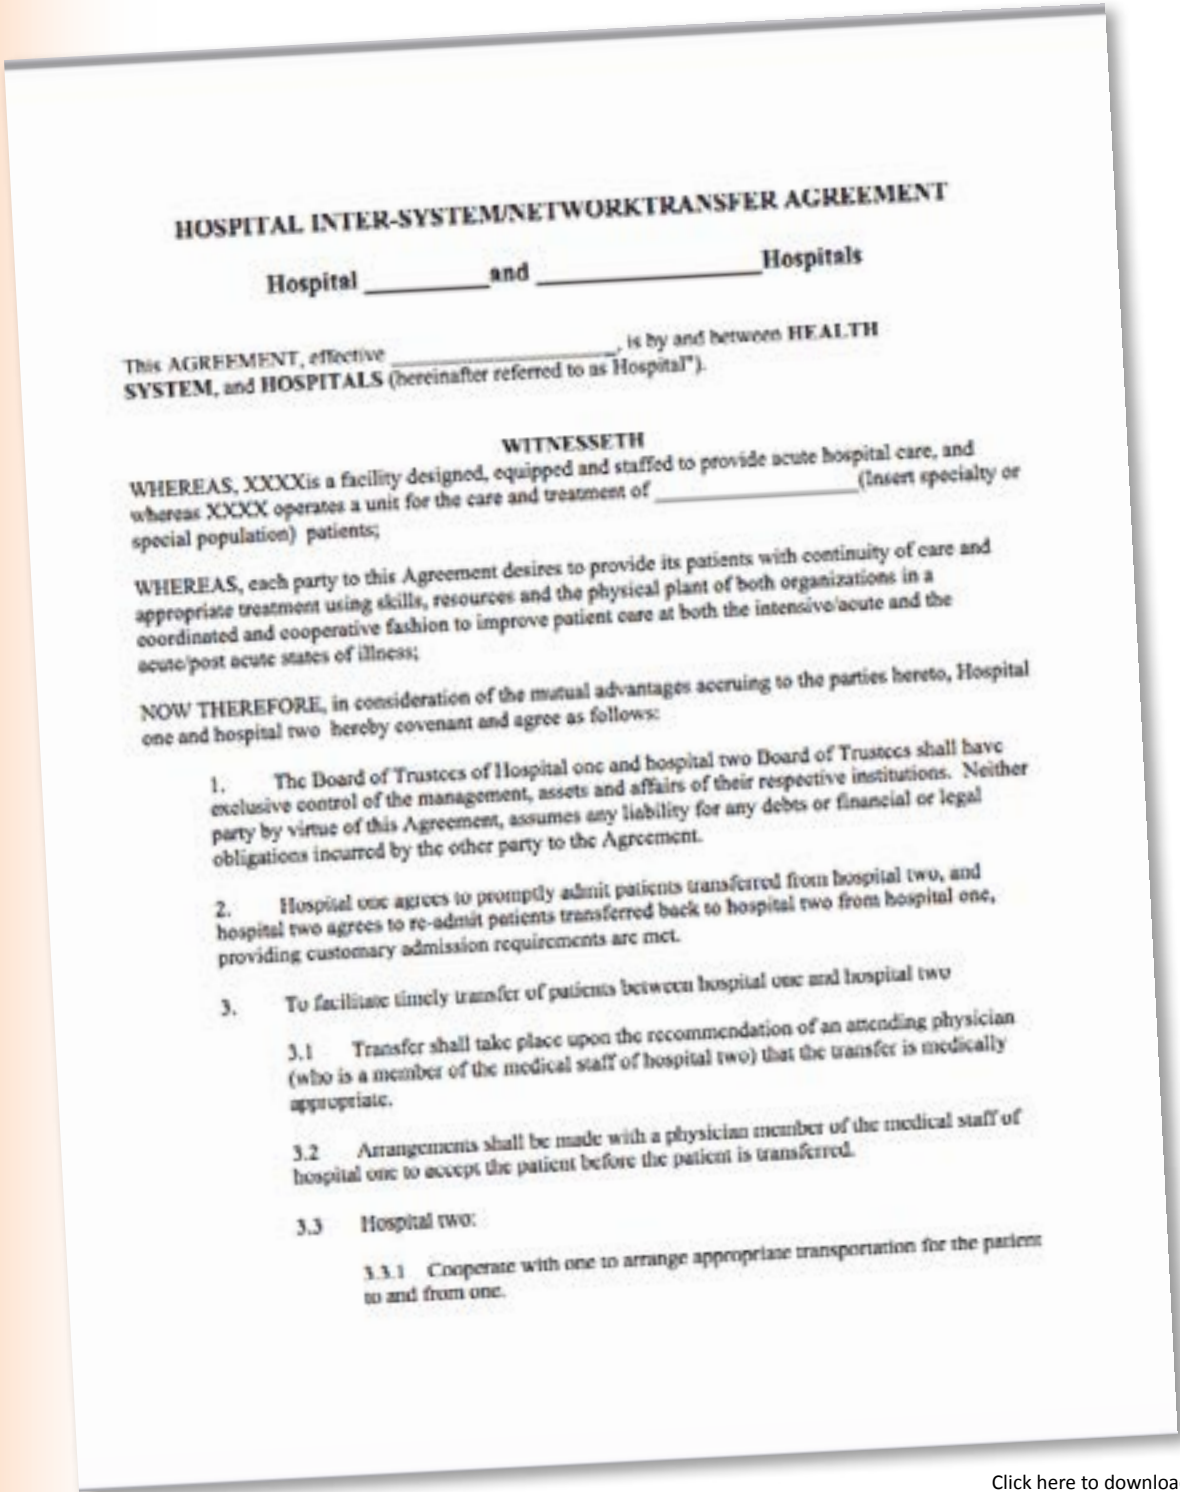 HOSPITAL INTER-SYSTEM/NETWORKTRANSFER AGREEMENT
Hospital __________and __________________Hospitals
This AGREEMENT, effective ______________________, is by and between HEALTH
SYSTEM, and HOSPITALS (hereinafter referred to as Hospital").
WITNESSETH
WHEREAS, XXXXis a facility designed, equipped and staffed to provide acute hospital care, and
whereas XXXX operates a unit for the care and treatment of ____________________(Insert specialty or
special population) patients;
WHEREAS, each party to this Agreement desires to provide its patients with continuity of care and
appropriate treatment using skills, resources and the physical plant of both organizations in a
coordinated and cooperative fashion to improve patient care at both the intensive/acute and the
acute/post acute states of illness;
NOW THEREFORE, in consideration of the mutual advantages accruing to the parties hereto, Hospital
one and hospital two hereby covenant and agree as follows:
1. The Board of Trustees of Hospital one and hospital two Board of Trustees shall have
exclusive control of the management, assets and affairs of their respective institutions. Neither
party by virtue of this Agreement, assumes any liability for any debts or financial or legal
obligations incurred by the other party to the Agreement.
2. Hospital one agrees to promptly admit patients transferred from hospital two, and
hospital two agrees to re-admit patients transferred back to hospital two from hospital one,
providing customary admission requirements are met.
3. To facilitate timely transfer of patients between hospital one and hospital two
3.1 Transfer shall take place upon the recommendation of an attending physician
(who is a member of the medical staff of hospital two) that the transfer is medically
appropriate.
3.2 Arrangements shall be made with a physician member of the medical staff of
hospital one to accept the patient before the patient is transferred.
3.3 Hospital two:
3.3.1 Cooperate with one to arrange appropriate transportation for the patient
to and from one.
Click here to downloa